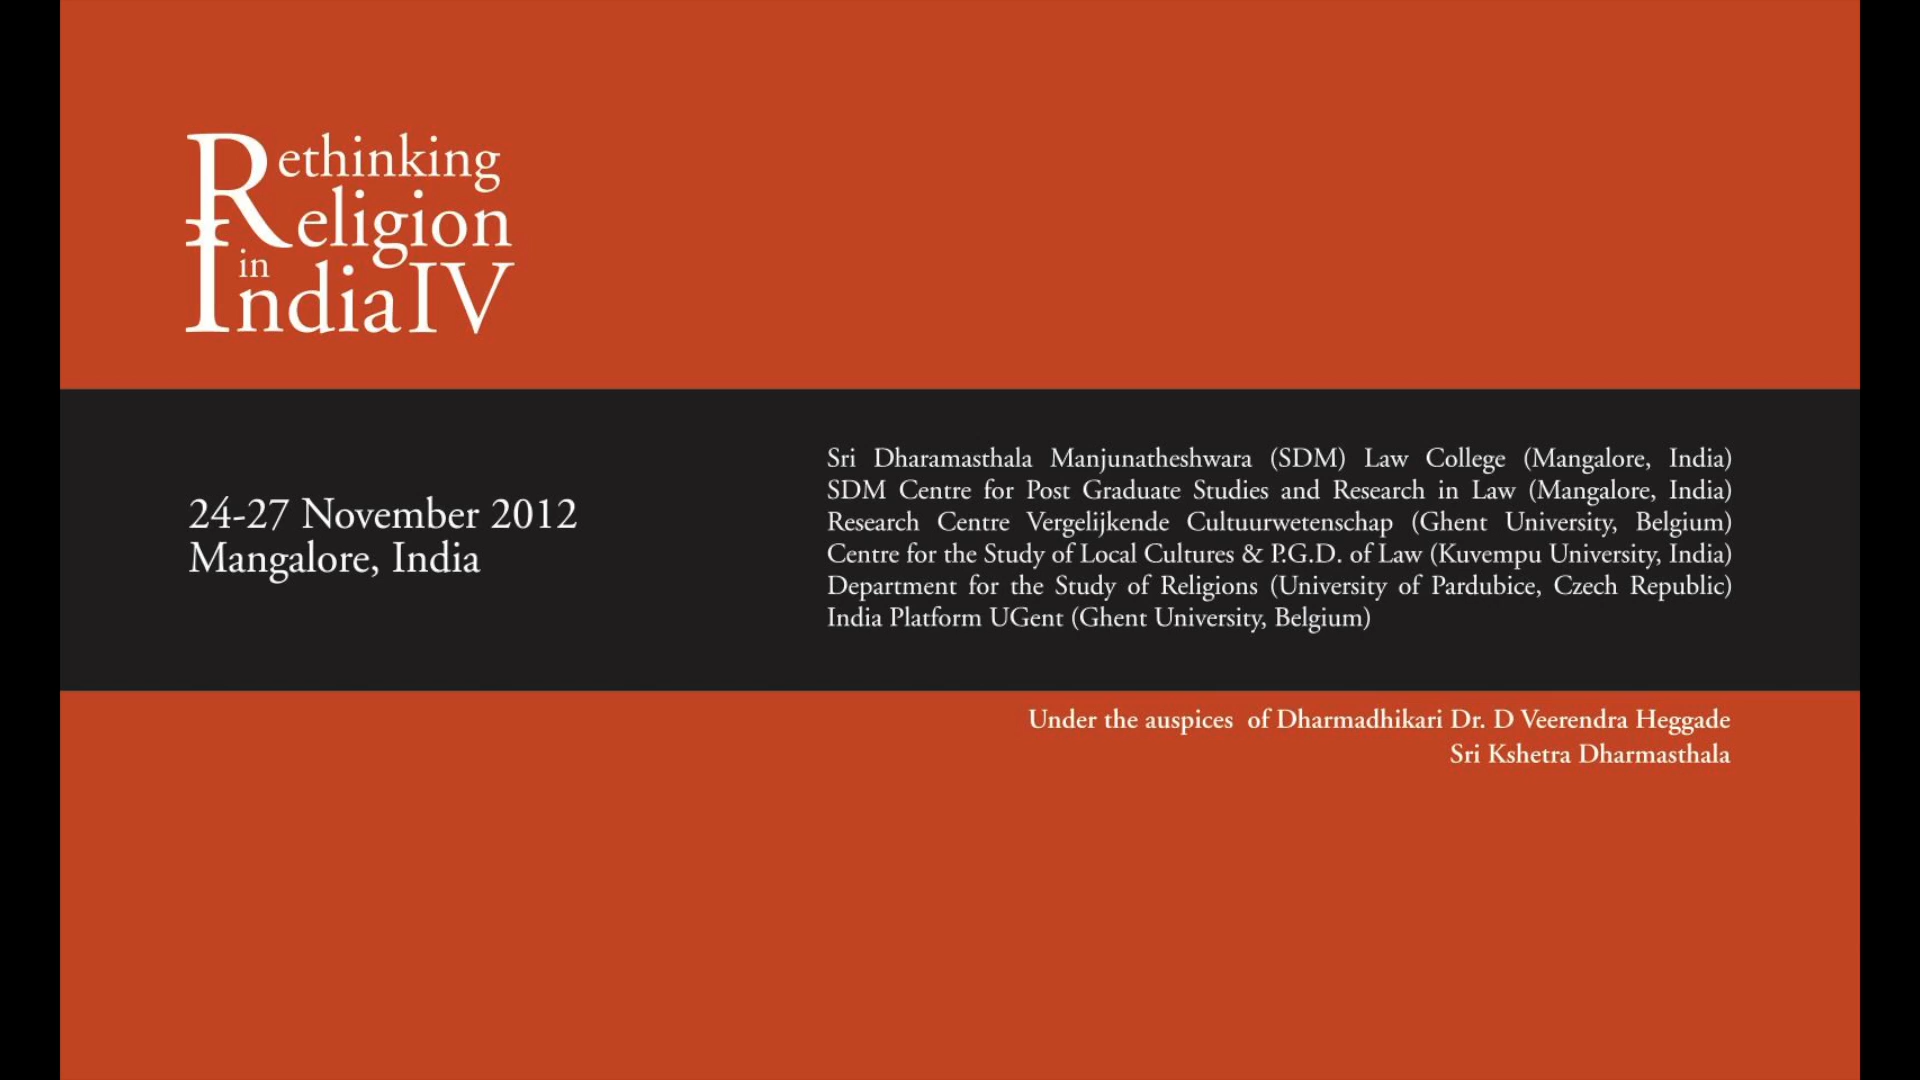 Rethinking
Religion
in
India IV
24-27 November 2012
Mangalore, India
Sri Dharamasthala Manjunatheshwara (SDM) Law College (Mangalore, India)
SDM Centre for Post Graduate Studies and Research in Law (Mangalore, India)
Research Centre Vergelijkende Cultuurwetenschap (Ghent University, Belgium)
Centre for the Study of Local Cultures & P.G.D. of Law (Kuvempu University, India)
Department for the Study of Religions (University of Pardubice, Czech Republic)
India Platform UGent (Ghent University, Belgium)
Under the auspices of Dharmadhikari Dr. D Veerendra Heggade
Sri Kshetra Dharmasthala